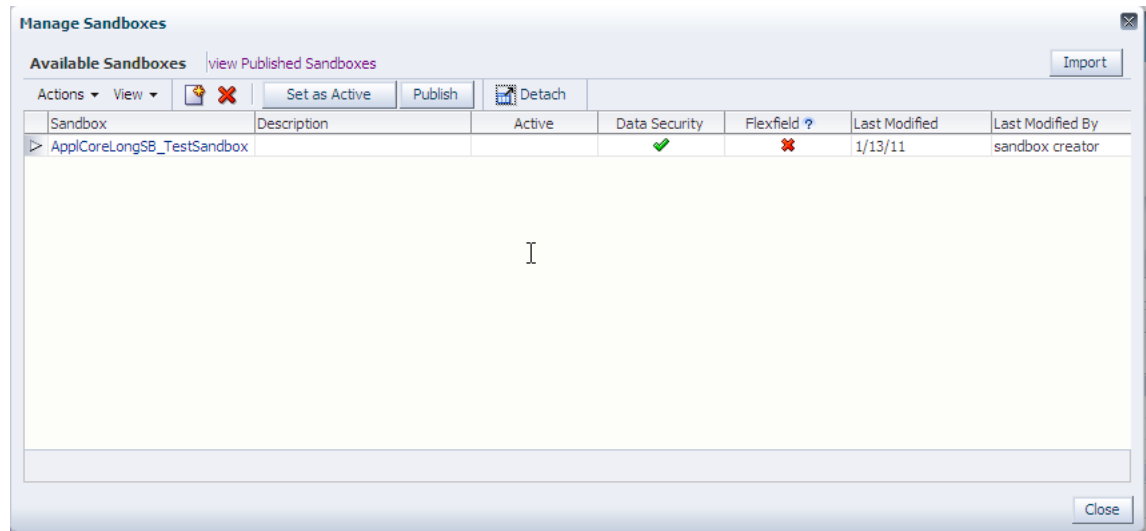 Manage Sandboxes
Available Sandboxes view Published Sandboxes Import
Actions View Set as Active Publish Detach
Sandbox Description Active Data Security Flexfield ? Last Modified Last Modified By
ApplCoreLongSB_TestSandbox 1/13/11 sandbox creator
Close